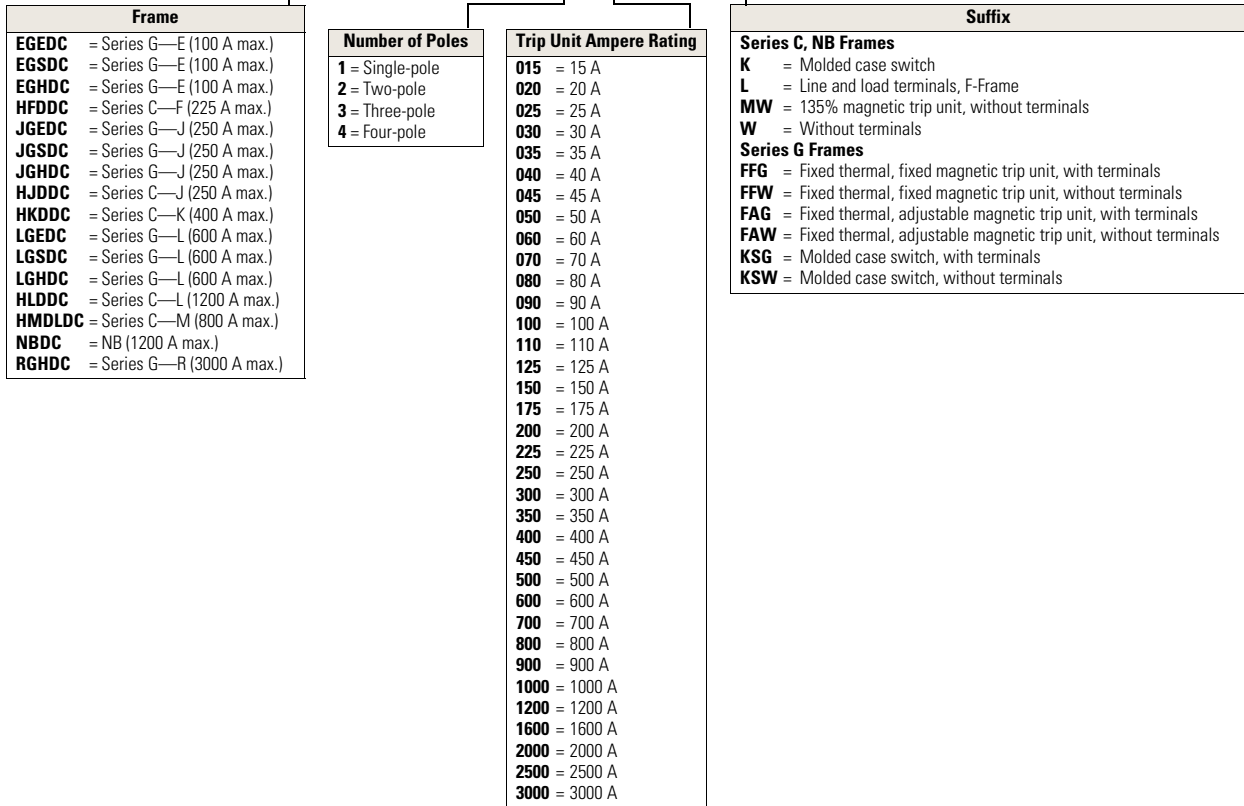 Frame
EGEDC = Series G—E (100 A max.)
EGSDC = Series G—E (100 A max.)
EGHDC = Series G—E (100 A max.)
HFDDC = Series C—F (225 A max.)
JGEDC = Series G—J (250 A max.)
JGSDC = Series G—J (250 A max.)
JGHDC = Series G—J (250 A max.)
HJDDC = Series C—J (250 A max.)
HKDDC = Series C—K (400 A max.)
LGEDC = Series G—L (600 A max.)
LGSDC = Series G—L (600 A max.)
LGHDC = Series G—L (600 A max.)
HLDDC = Series C—L (1200 A max.)
HMDLDC = Series C—M (800 A max.)
NBDC = NB (1200 A max.)
RGHDC = Series G—R (3000 A max.)
Number of Poles
1 = Single-pole
2 = Two-pole
3 = Three-pole
4 = Four-pole
Trip Unit Ampere Rating
015 = 15 A
020 = 20 A
025 = 25 A
030 = 30 A
035 = 35 A
040 = 40 A
045 = 45 A
050 = 50 A
060 = 60 A
070 = 70 A
080 = 80 A
090 = 90 A
100 = 100 A
110 = 110 A
125 = 125 A
150 = 150 A
175 = 175 A
200 = 200 A
225 = 225 A
250 = 250 A
300 = 300 A
350 = 350 A
400 = 400 A
450 = 450 A
500 = 500 A
600 = 600 A
700 = 700 A
800 = 800 A
900 = 900 A
1000 = 1000 A
1200 = 1200 A
1600 = 1600 A
2000 = 2000 A
2500 = 2500 A
3000 = 3000 A
Suffix
Series C, NB Frames
K = Molded case switch
L = Line and load terminals, F-Frame
MW = 135% magnetic trip unit, without terminals
W = Without terminals
Series G Frames
FFG = Fixed thermal, fixed magnetic trip unit, with terminals
FFW = Fixed thermal, fixed magnetic trip unit, without terminals
FAG = Fixed thermal, adjustable magnetic trip unit, with terminals
FAW = Fixed thermal, adjustable magnetic trip unit, without terminals
KSG = Molded case switch, with terminals
KSW = Molded case switch, without terminals